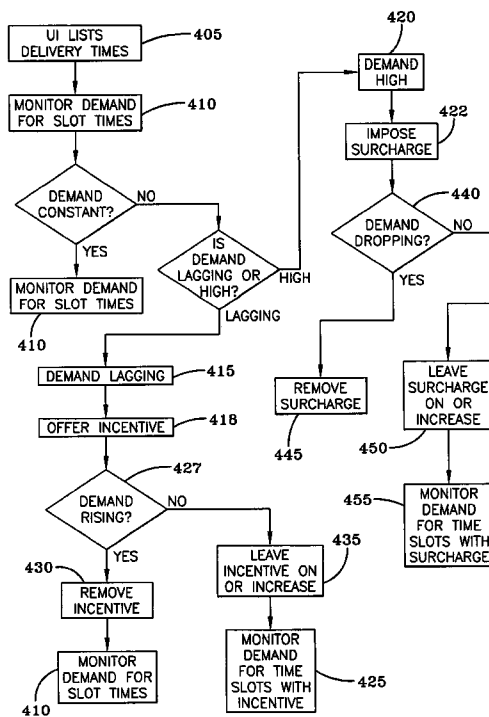 UI LISTS
DELIVERY TIMES
405
MONITOR DEMAND
FOR SLOT TIMES
410
DEMAND
CONSTANT?
NO
YES
MONITOR DEMAND
FOR SLOT TIMES
410
IS
DEMAND
LAGGING OR
HIGH?
HIGH
LAGGING
DEMAND LAGGING
415
OFFER INCENTIVE
418
427
DEMAND
RISING?
NO
YES
430
REMOVE
INCENTIVE
MONITOR
DEMAND FOR
SLOT TIMES
410
LEAVE
INCENTIVE ON
OR INCREASE
435
MONITOR
DEMAND
FOR TIME
SLOTS WITH
INCENTIVE
425
420
DEMAND
HIGH
422
IMPOSE
SURCHARGE
440
DEMAND
DROPPING?
NO
YES
REMOVE
SURCHARGE
445
LEAVE
SURCHARGE
ON OR
INCREASE
450
455
MONITOR
DEMAND
FOR TIME
SLOTS WITH
SURCHARGE